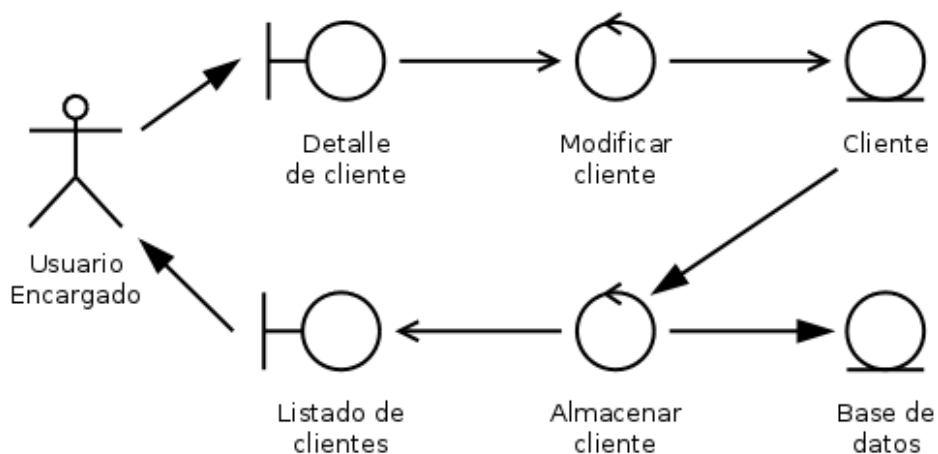 Detalle
de cliente
Modificar
cliente
Cliente
Usuario
Encargado
Listado de
clientes
Almacenar
cliente
Base de
datos